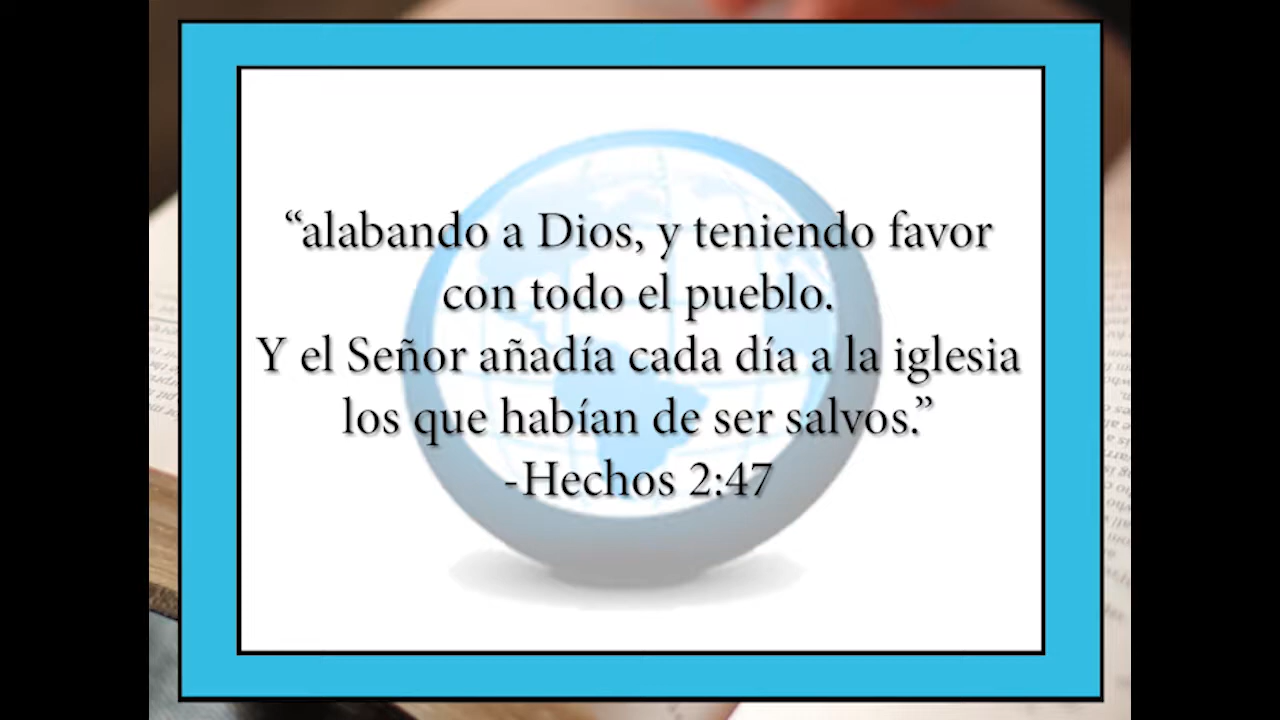 “alabando a Dios, y teniendo favor
con todo el pueblo.
Y el Señor añadía cada día a la iglesia
los que habían de ser salvos.”
-Hechos 2:47